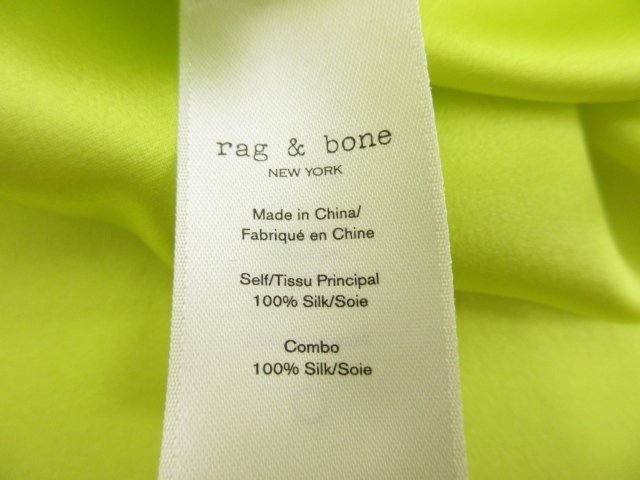 rag & bone
NEW YORK
Made in China/
Fabriqué en Chine
Self/Tissu Principal
100% Silk/Soie
Combo
100% Silk/Soie